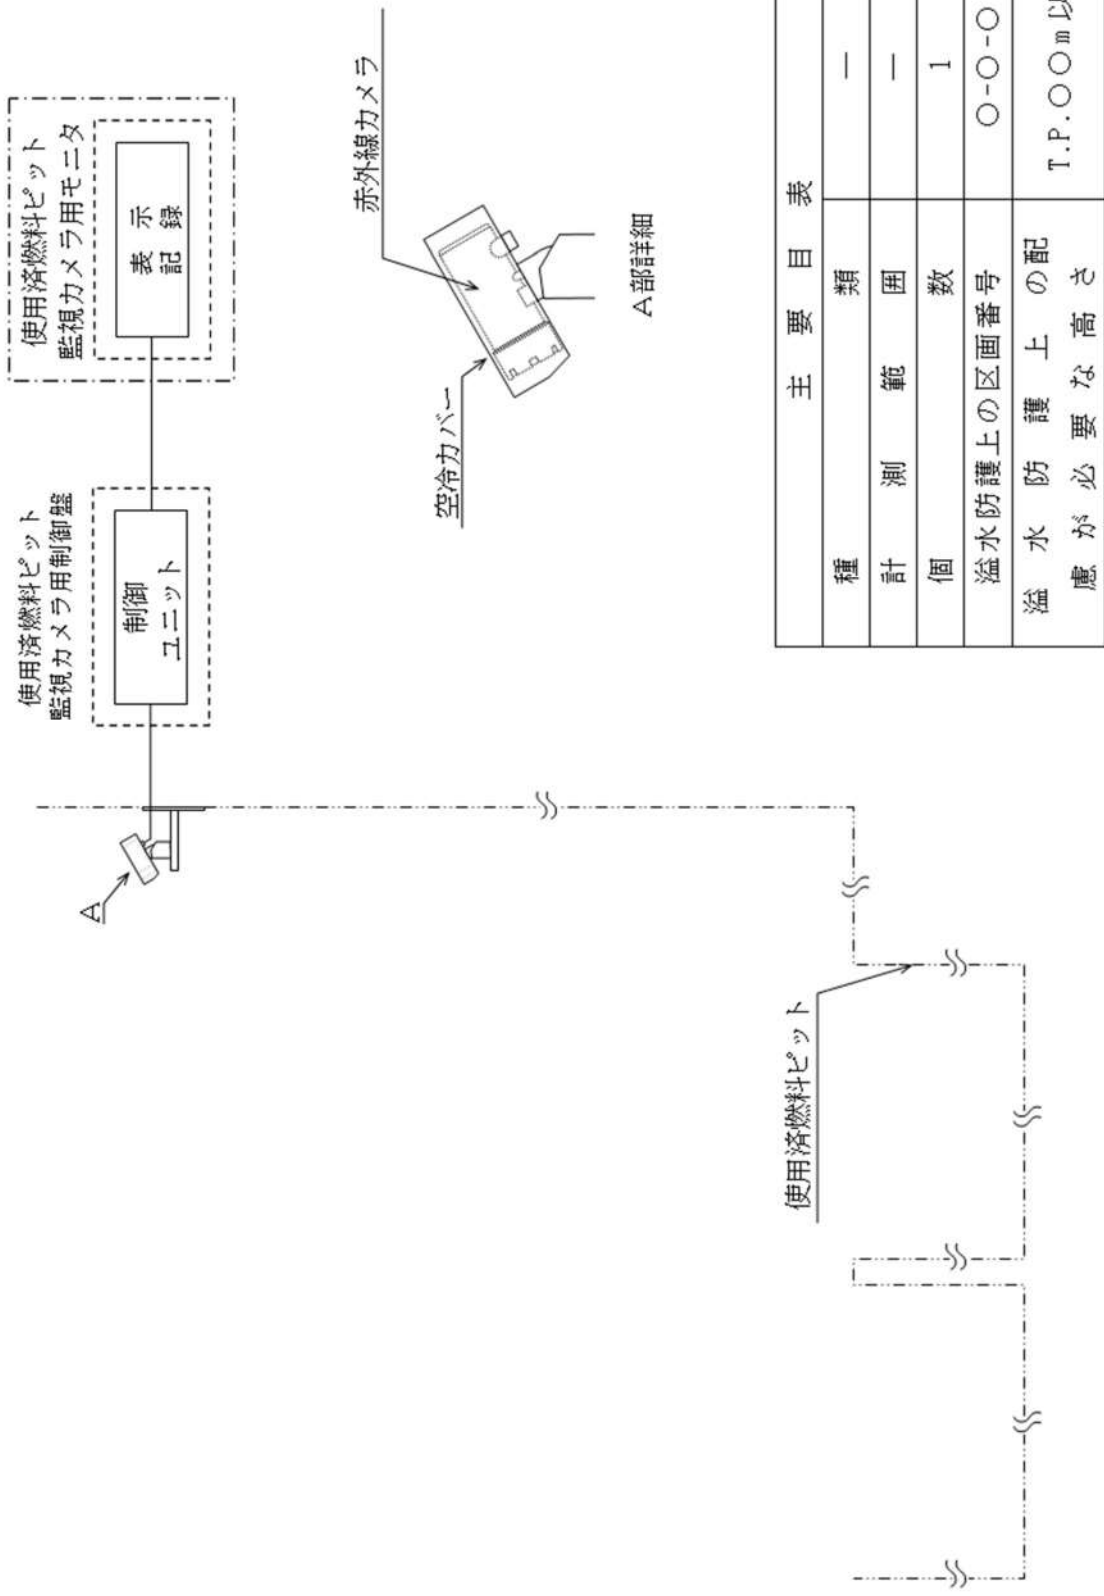 使用済燃料ピット
監視カメラ用制御盤
制御
ユニット
使用済燃料ピット
監視カメラ用モニタ
表示
記録
A
空冷カバー
赤外線カメラ
A部詳細
使用済燃料ピット
主要目表
種類 ―
計測範囲 ―
個数 1
溢水防護上の区画番号 ○-○-○
溢水防護上の配
慮が必要な高さ
T.P.○○m以